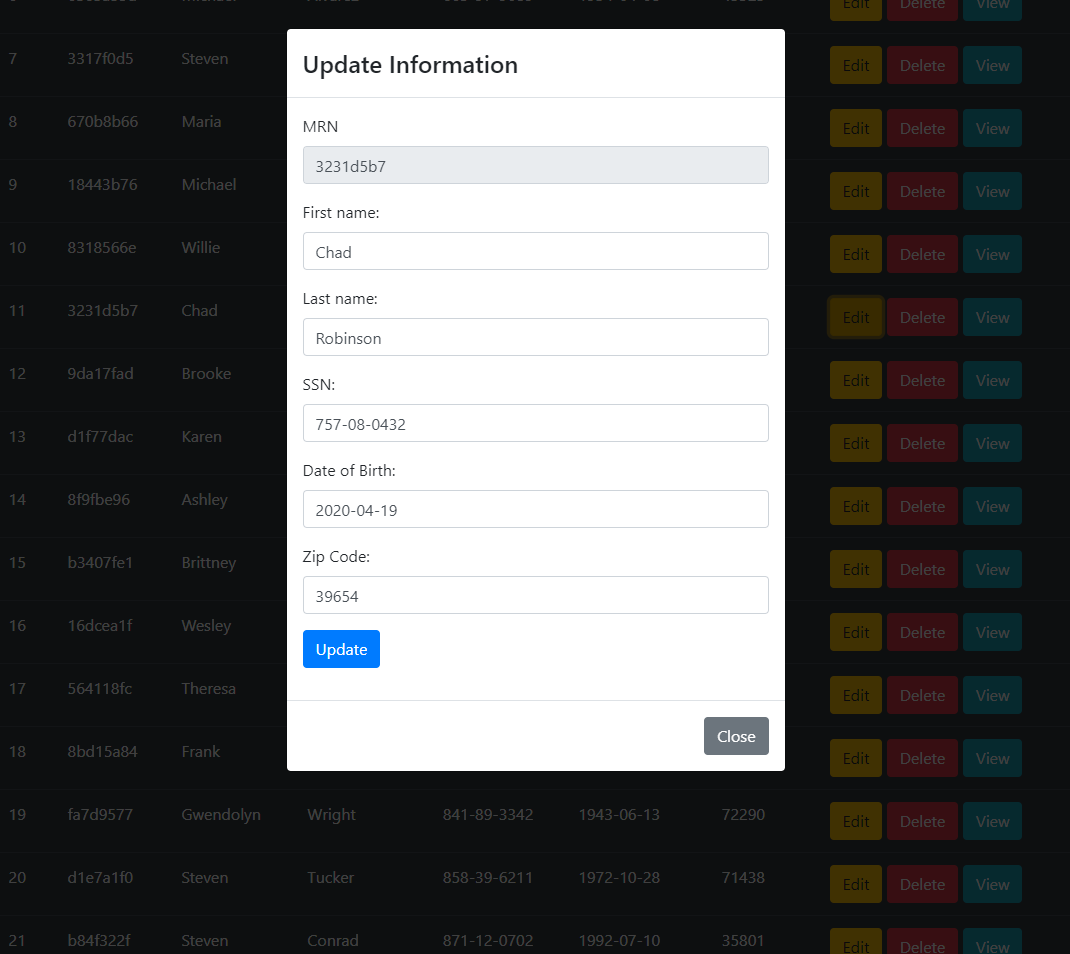 Edit Delete View
Update Information
7 3317f0d5 Steven Edit Delete View
MRN
8 670b8b66 Maria Edit Delete View
3231d5b7
9 18443b76 Michael Edit Delete View
First name:
10 8318566e Willie Edit Delete View
Chad
Last name:
11 3231d5b7 Chad Edit Delete View
Robinson
12 9da17fad Brooke Edit Delete View
SSN:
757-08-0432
13 d1f77dac Karen Edit Delete View
Date of Birth:
14 8f9fbe96 Ashley Edit Delete View
2020-04-19
Zip Code:
15 b3407fe1 Brittney Edit Delete View
39654
16 16dcea1f Wesley Edit Delete View
Update
17 564118fc Theresa Edit Delete View
Close
18 8bd15a84 Frank Edit Delete View
19 fa7d9577 Gwendolyn Wright 841-89-3342 1943-06-13 72290 Edit Delete View
20 d1e7a1f0 Steven Tucker 858-39-6211 1972-10-28 71438 Edit Delete View
21 b84f322f Steven Conrad 871-12-0702 1992-07-10 35801 Edit Delete View